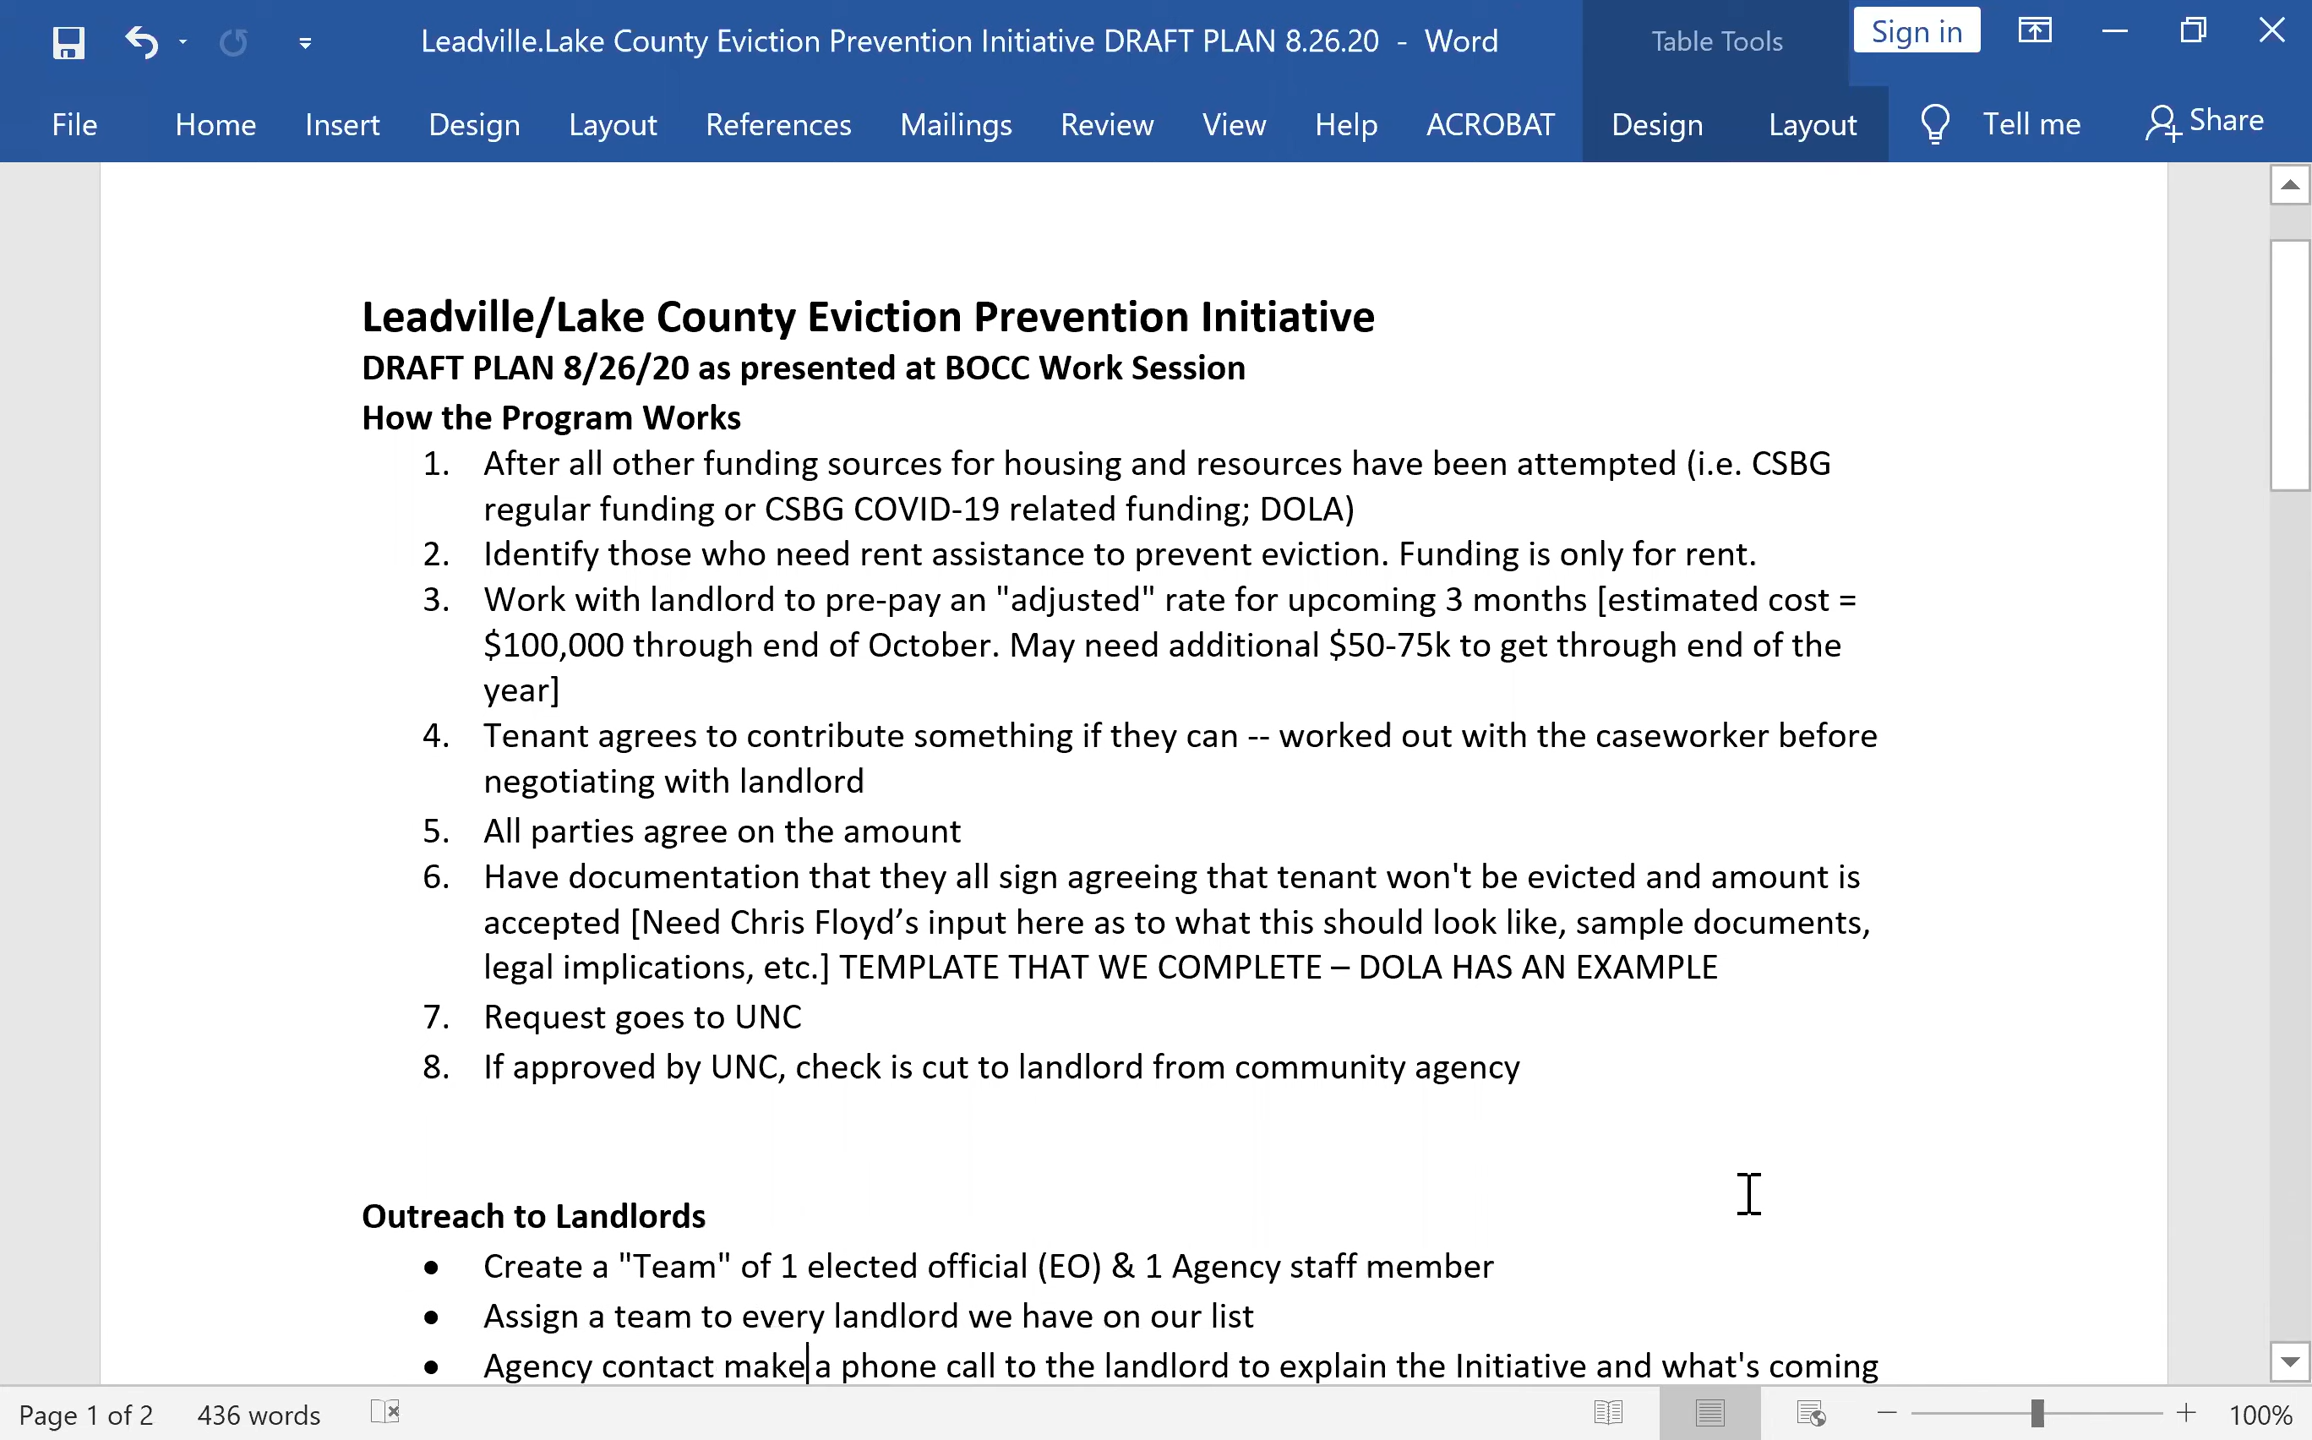 Leadville.Lake County Eviction Prevention Initiative DRAFT PLAN 8.26.20 - Word
Table Tools
Sign in
File Home Insert Design Layout References Mailings Review View Help ACROBAT Design Layout Tell me Share
Leadville/Lake County Eviction Prevention Initiative
DRAFT PLAN 8/26/20 as presented at BOCC Work Session
How the Program Works
1. After all other funding sources for housing and resources have been attempted (i.e. CSBG
regular funding or CSBG COVID-19 related funding; DOLA)
2. Identify those who need rent assistance to prevent eviction. Funding is only for rent.
3. Work with landlord to pre-pay an "adjusted" rate for upcoming 3 months [estimated cost =
$100,000 through end of October. May need additional $50-75k to get through end of the
year]
4. Tenant agrees to contribute something if they can -- worked out with the caseworker before
negotiating with landlord
5. All parties agree on the amount
6. Have documentation that they all sign agreeing that tenant won't be evicted and amount is
accepted [Need Chris Floyd’s input here as to what this should look like, sample documents,
legal implications, etc.] TEMPLATE THAT WE COMPLETE – DOLA HAS AN EXAMPLE
7. Request goes to UNC
8. If approved by UNC, check is cut to landlord from community agency
Outreach to Landlords
• Create a "Team" of 1 elected official (EO) & 1 Agency staff member
• Assign a team to every landlord we have on our list
• Agency contact make a phone call to the landlord to explain the Initiative and what's coming
Page 1 of 2 436 words 100%